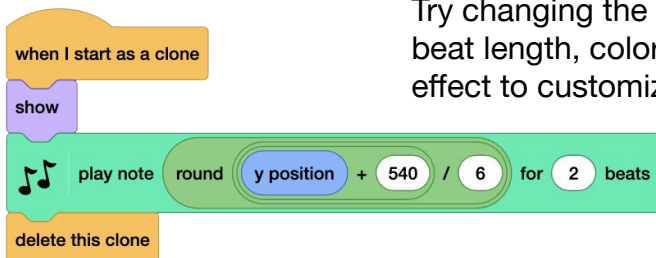 Try changing the
beat length, color
effect to customiz
when I start as a clone
show
play note round y position + 540 / 6 for 2 beats
delete this clone